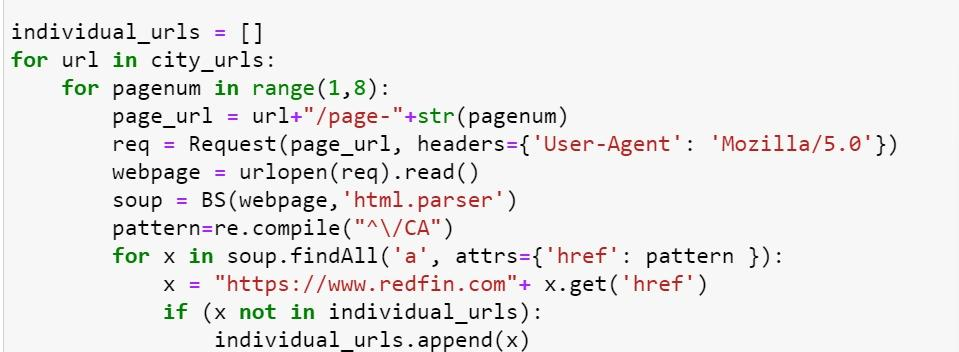 individual_urls = []
for url in city_urls:
    for pagenum in range(1,8):
        page_url = url+"/page-"+str(pagenum)
        req = Request(page_url, headers={'User-Agent': 'Mozilla/5.0'})
        webpage = urlopen(req).read()
        soup = BS(webpage,'html.parser')
        pattern=re.compile("^\/CA")
        for x in soup.findAll('a', attrs={'href': pattern }):
            x = "https://www.redfin.com"+ x.get('href')
            if (x not in individual_urls):
                individual_urls.append(x)